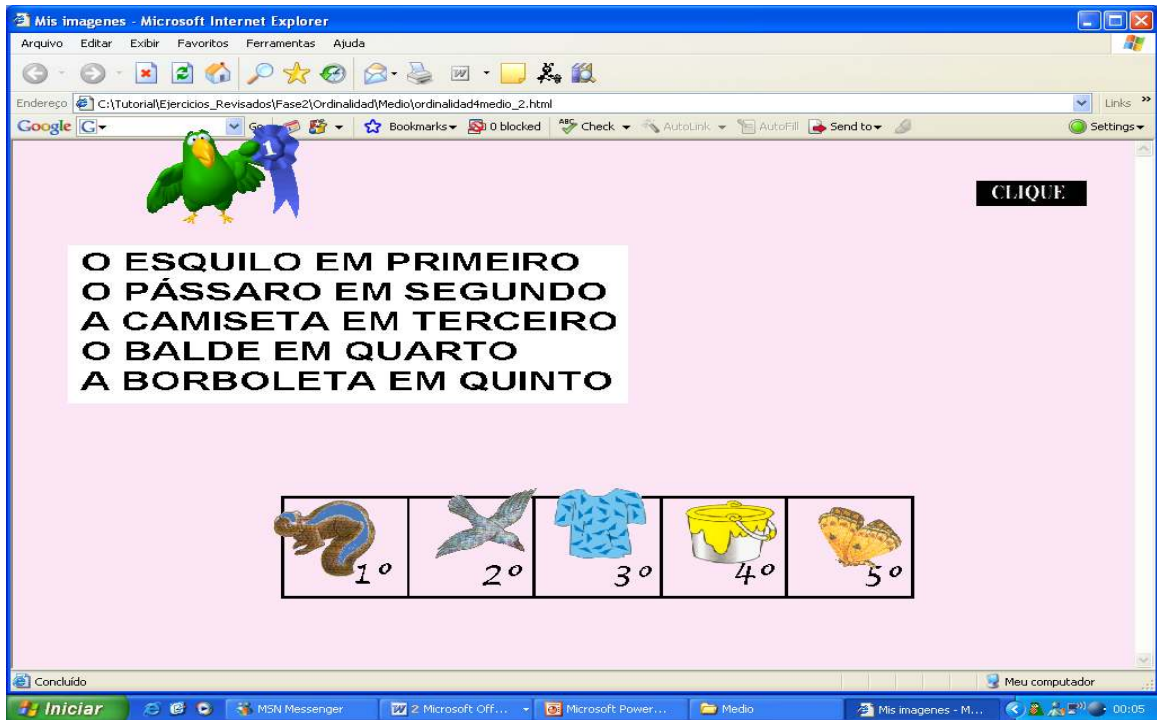 Mis imagenes - Microsoft Internet Explorer
Arquivo Editar Exibir Favoritos Ferramentas Ajuda
Endereço C:\Tutorial\Ejercicios_Revisados\Fase2\Ordinalidad\Medio\ordinalidad4medio_2.html Links »
Google G Go Bookmarks 0 blocked ABC Check AutoLink AutoFill Send to Settings
1
CLIQUE
O ESQUILO EM PRIMEIRO
O PÁSSARO EM SEGUNDO
A CAMISETA EM TERCEIRO
O BALDE EM QUARTO
A BORBOLETA EM QUINTO
1º 2º 3º 4º 5º
Concluído Meu computador
Iniciar MSN Messenger 2 Microsoft Off... Microsoft Power... Medio Mis imagenes - M... 00:05